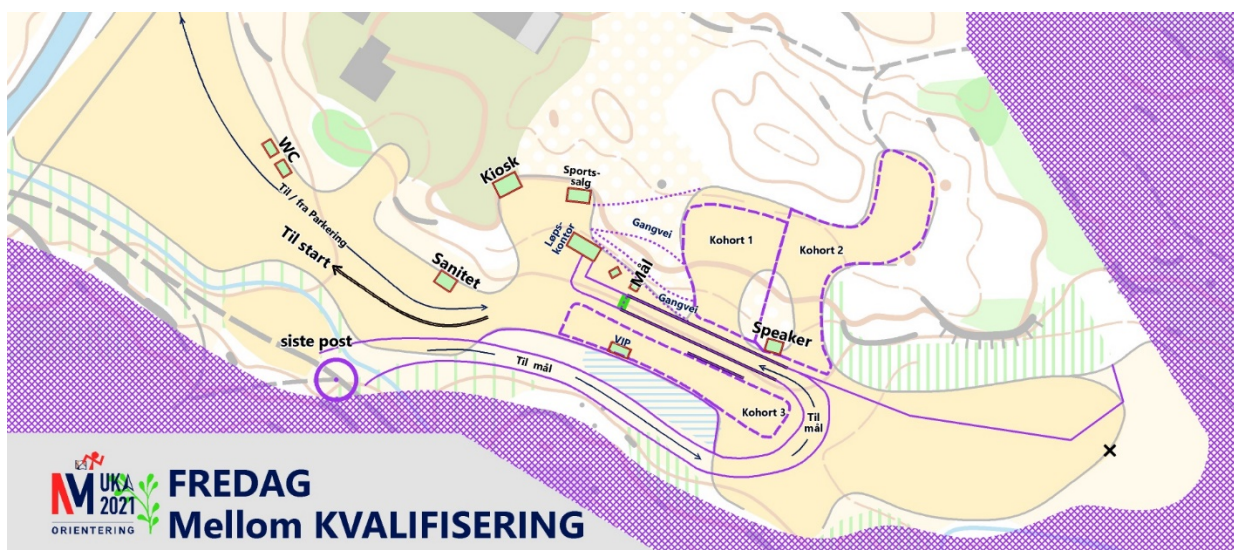 WC
Kiosk
Sports-
salg
Til / fra Parkering
Gangvei
Kohort 1
Kohort 2
Løps-
kontor
Til start
Sanitet
Mål
Gangvei
Speaker
siste post
VIP
Til mål
Kohort 3
Til
mål
NM UKA
2021
ORIENTERING
FREDAG
Mellom KVALIFISERING